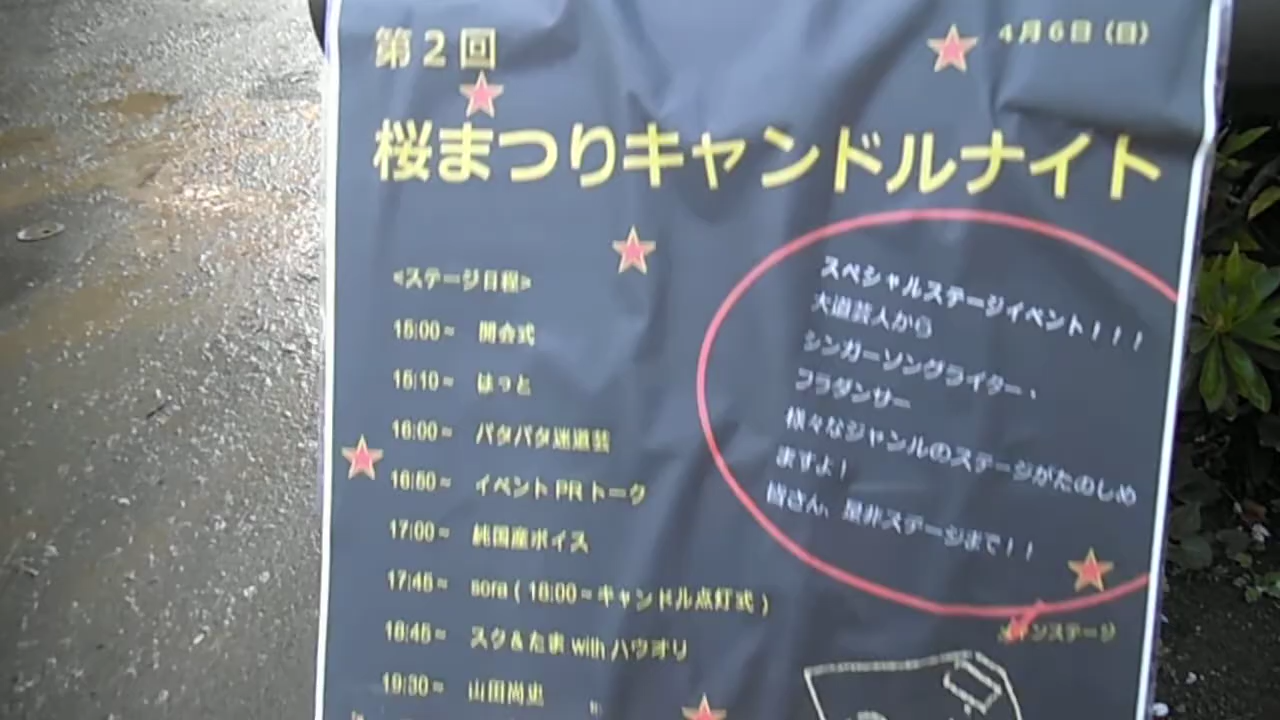 第2回
4月6日（日）
桜まつりキャンドルナイト
<ステージ日程>
15:00~ 開会式
15:10~ はっと
16:00~ パタパタ迷道芸
16:50~ イベントPRトーク
17:00~ 純国産ボイス
17:45~ sora ( 18:00~キャンドル点灯式 )
18:45~ スク&たま with ハウオリ
19:30~ 山田尚史
スペシャルステージイベント！！！
大道芸人から
シンガーソングライター、
フラダンサー
様々なジャンルのステージがたのしめ
ますよ！
皆さん、是非ステージまで！！
メインステージ